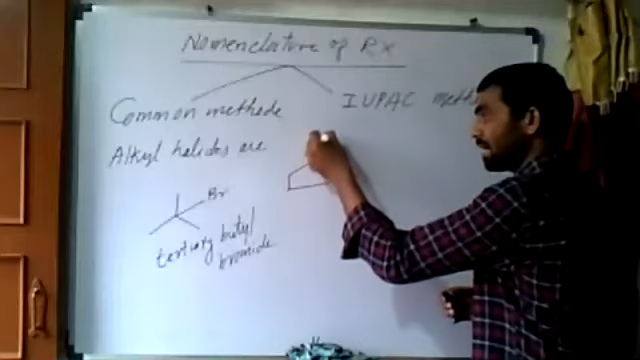 Nomenclature of RX
Common methode
IUPAC meth
Alkyl halides are
Br
tertiary butyl
bromide